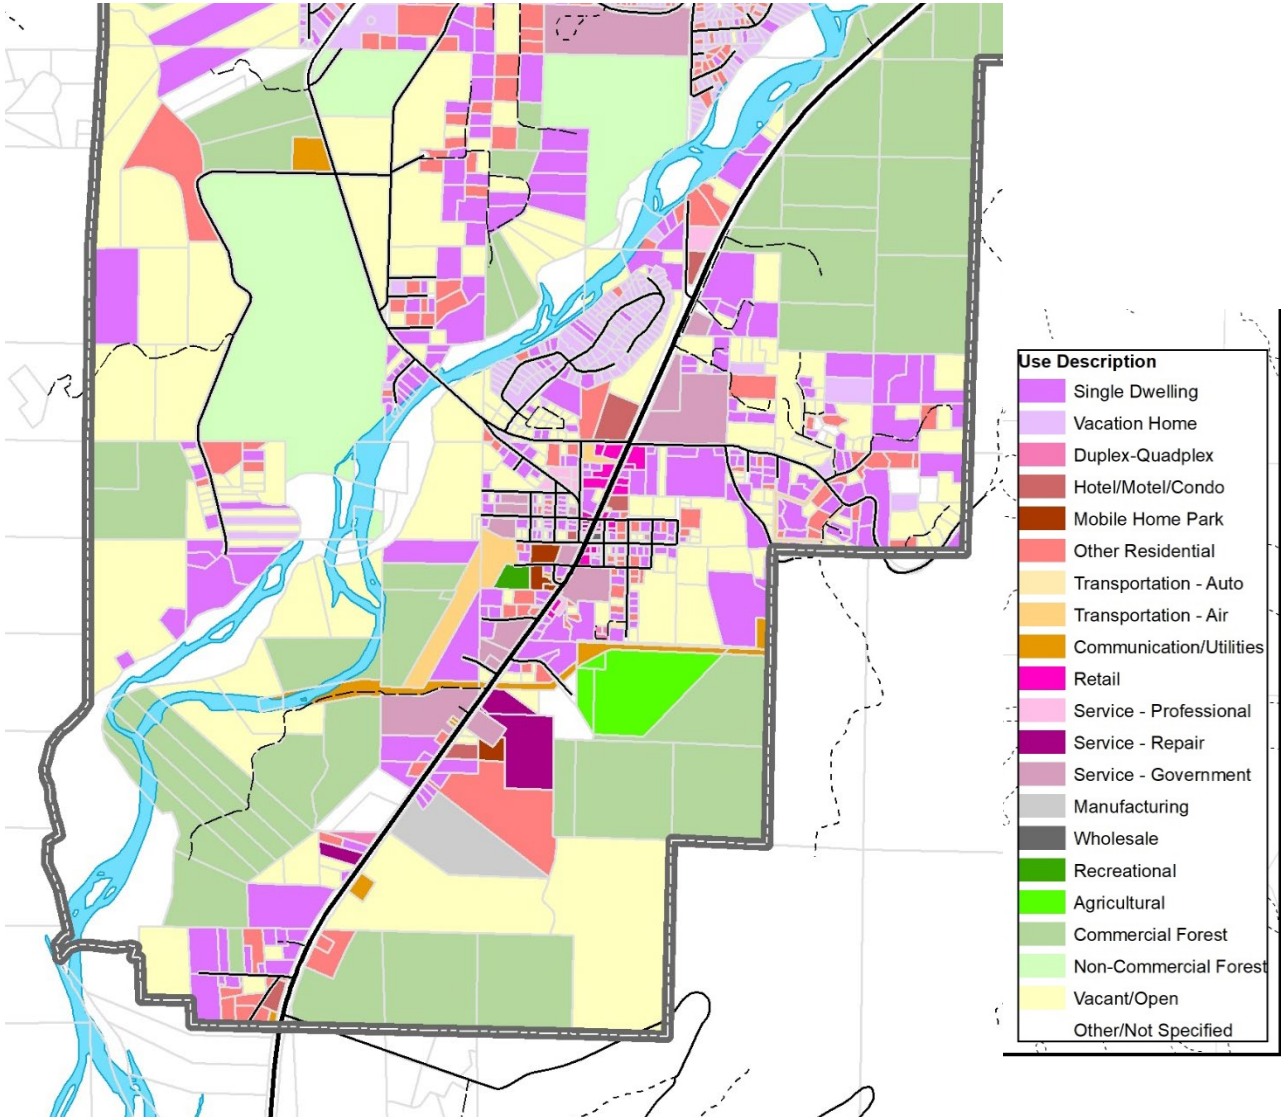 Use Description
Single Dwelling
Vacation Home
Duplex-Quadplex
Hotel/Motel/Condo
Mobile Home Park
Other Residential
Transportation - Auto
Transportation - Air
Communication/Utilities
Retail
Service - Professional
Service - Repair
Service - Government
Manufacturing
Wholesale
Recreational
Agricultural
Commercial Forest
Non-Commercial Forest
Vacant/Open
Other/Not Specified